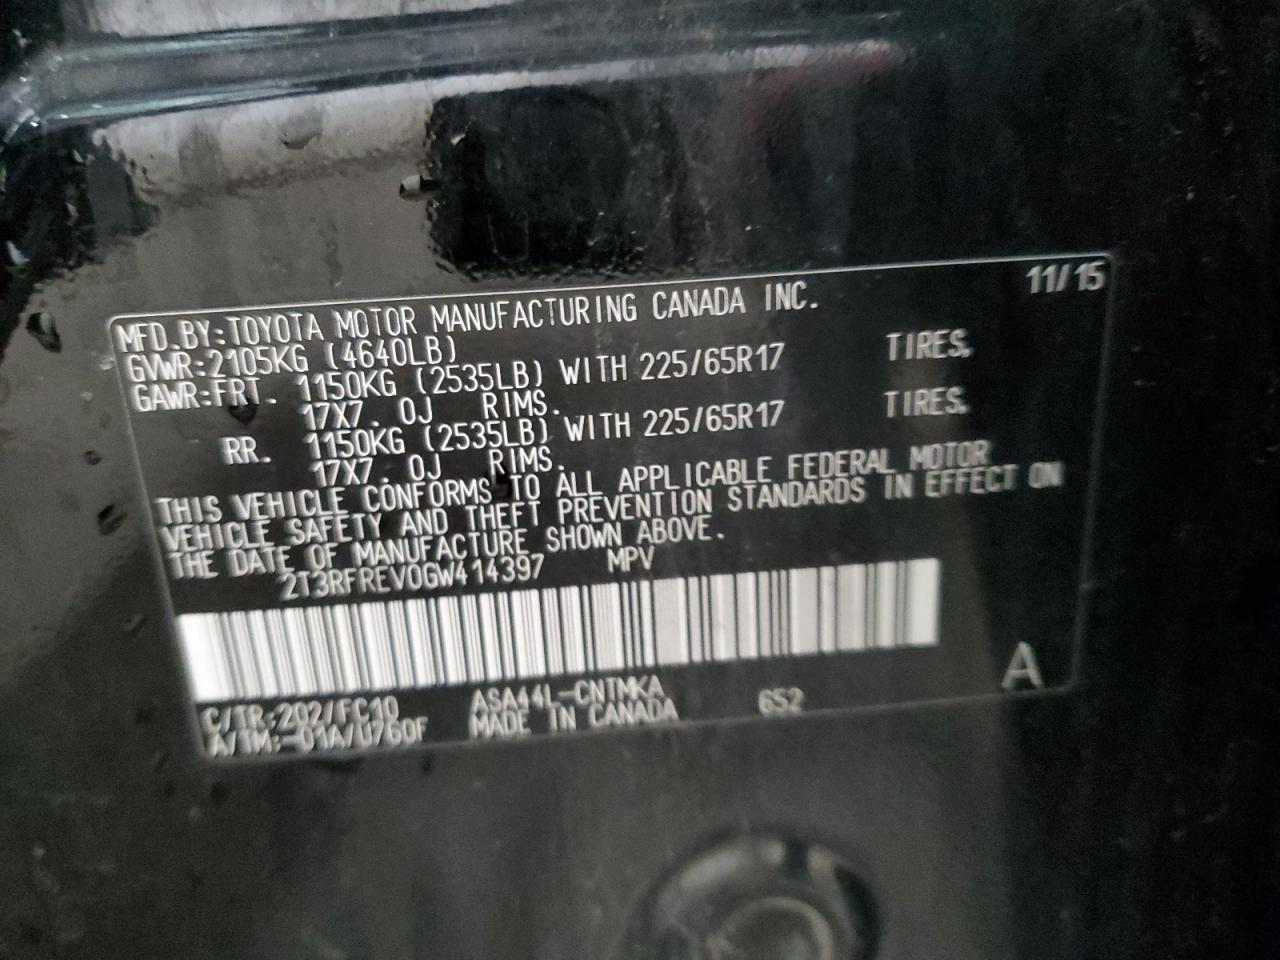 11/15
MFD.BY:TOYOTA MOTOR MANUFACTURING CANADA INC.
GVWR:2105KG (4640LB)
GAWR:FRT. 1150KG (2535LB) WITH 225/65R17 TIRES,
17X7. 0J RIMS.
RR. 1150KG (2535LB) WITH 225/65R17 TIRES,
17X7. 0J RIMS.
THIS VEHICLE CONFORMS TO ALL APPLICABLE FEDERAL MOTOR
VEHICLE SAFETY AND THEFT PREVENTION STANDARDS IN EFFECT ON
THE DATE OF MANUFACTURE SHOWN ABOVE.
2T3RFREV0GW414397 MPV
C/TR:202/FC10 ASA44L-CNTMKA 652 A
A/TM:-01A/U760F MADE IN CANADA